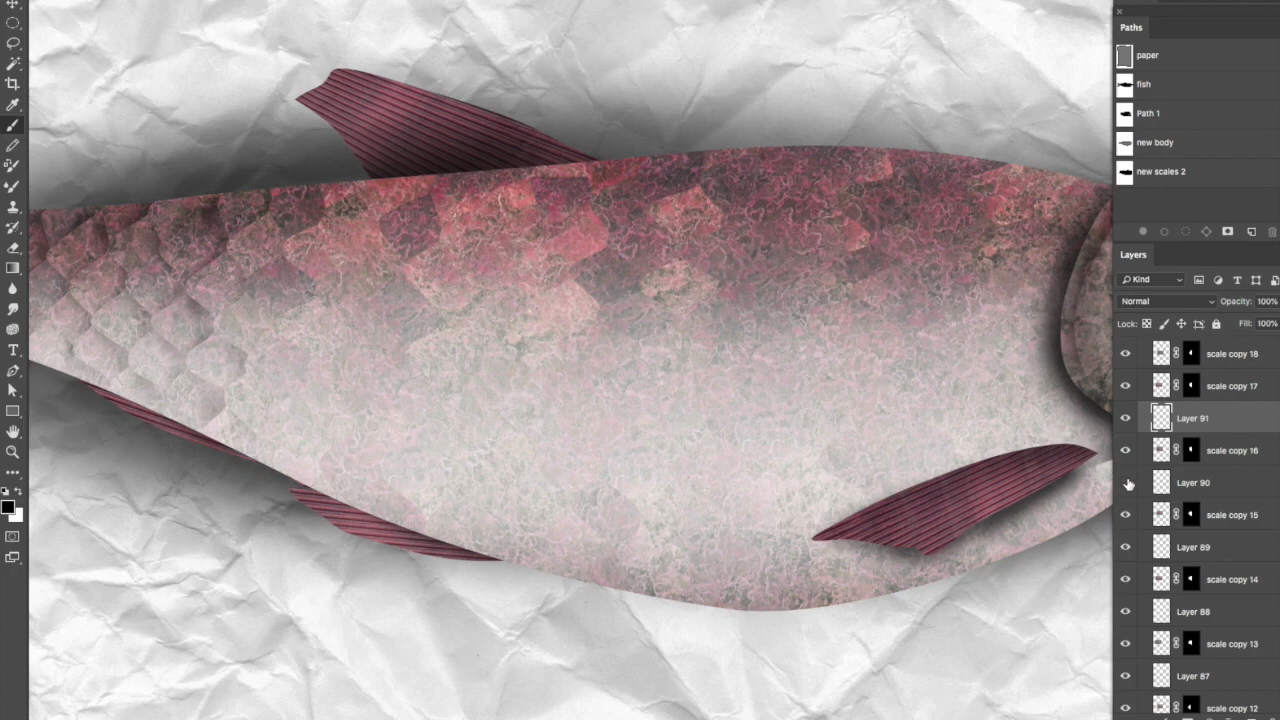 Paths
paper
fish
Path 1
new body
new scales 2
Layers
Kind
T
Normal
Opacity: 100%
Lock:
Fill: 100%
scale copy 18
scale copy 17
Layer 91
scale copy 16
Layer 90
scale copy 15
Layer 89
scale copy 14
Layer 88
scale copy 13
Layer 87
scale copy 12
T